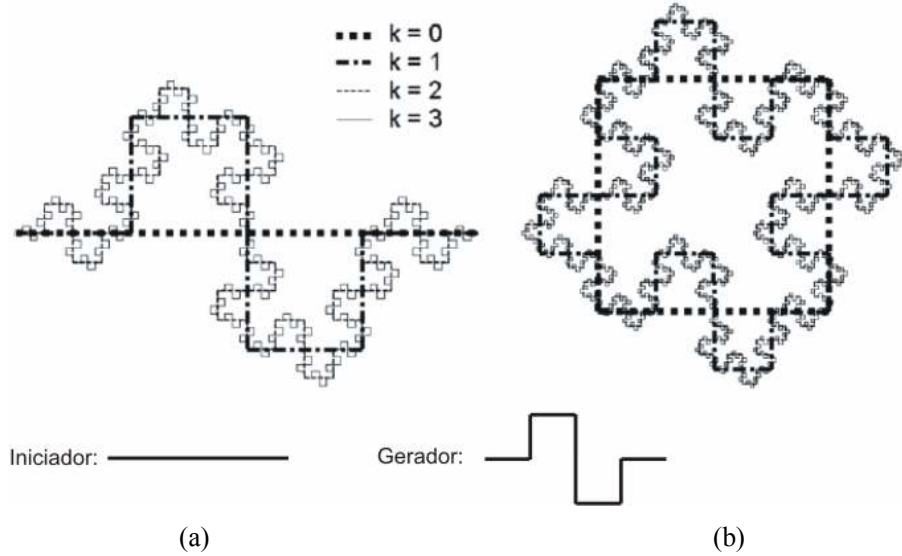 k = 0
k = 1
k = 2
k = 3
Iniciador:
Gerador:
(a)
(b)